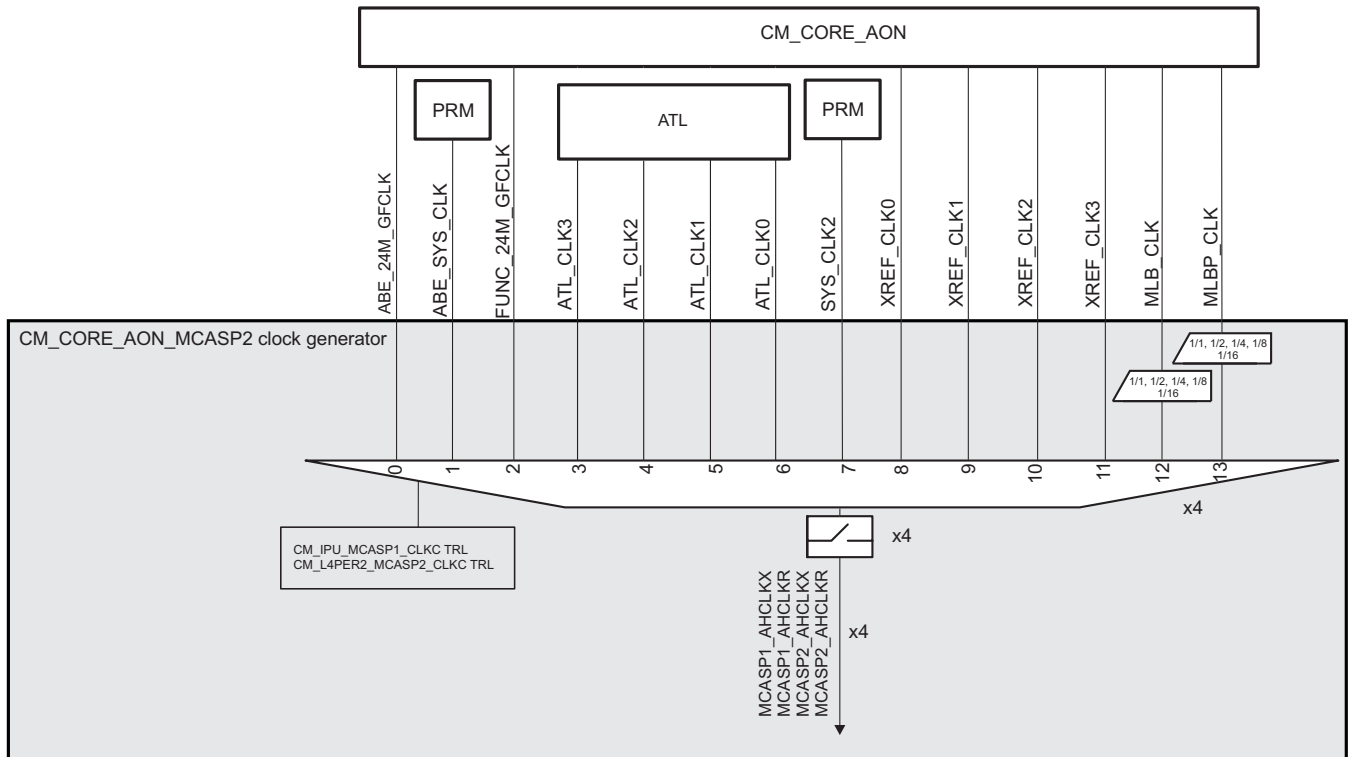 CM_CORE_AON
PRM
ATL
PRM
ABE_24M_GFCLK
ABE_SYS_CLK
FUNC_24M_GFCLK
ATL_CLK3
ATL_CLK2
ATL_CLK1
ATL_CLK0
SYS_CLK2
XREF_CLK0
XREF_CLK1
XREF_CLK2
XREF_CLK3
MLB_CLK
MLBP_CLK
CM_CORE_AON_MCASP2 clock generator
1/1, 1/2, 1/4, 1/8
1/16
1/1, 1/2, 1/4, 1/8
1/16
0
1
2
3
4
5
6
7
8
9
10
11
12
13
x4
CM_IPU_MCASP1_CLKC TRL
CM_L4PER2_MCASP2_CLKC TRL
x4
MCASP1_AHCLKX
MCASP1_AHCLKR
MCASP2_AHCLKX
MCASP2_AHCLKR
x4